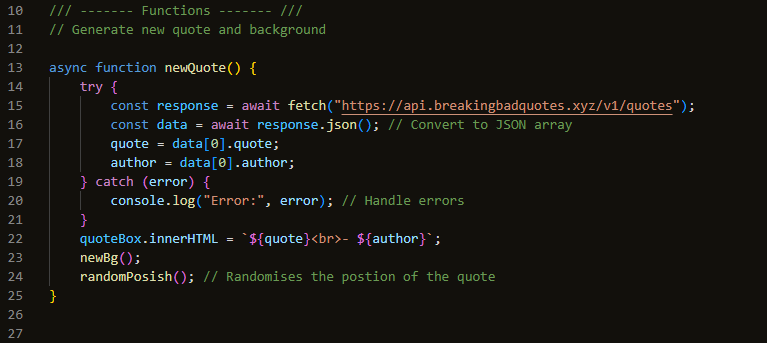 10 /// ------- Functions ------- ///
11 // Generate new quote and background
12
13 async function newQuote() {
14     try {
15         const response = await fetch("https://api.breakingbadquotes.xyz/v1/quotes");
16         const data = await response.json(); // Convert to JSON array
17         quote = data[0].quote;
18         author = data[0].author;
19     } catch (error) {
20         console.log("Error:", error); // Handle errors
21     }
22     quoteBox.innerHTML = `${quote}<br>- ${author}`;
23     newBg();
24     randomPosish(); // Randomises the postion of the quote
25 }
26
27